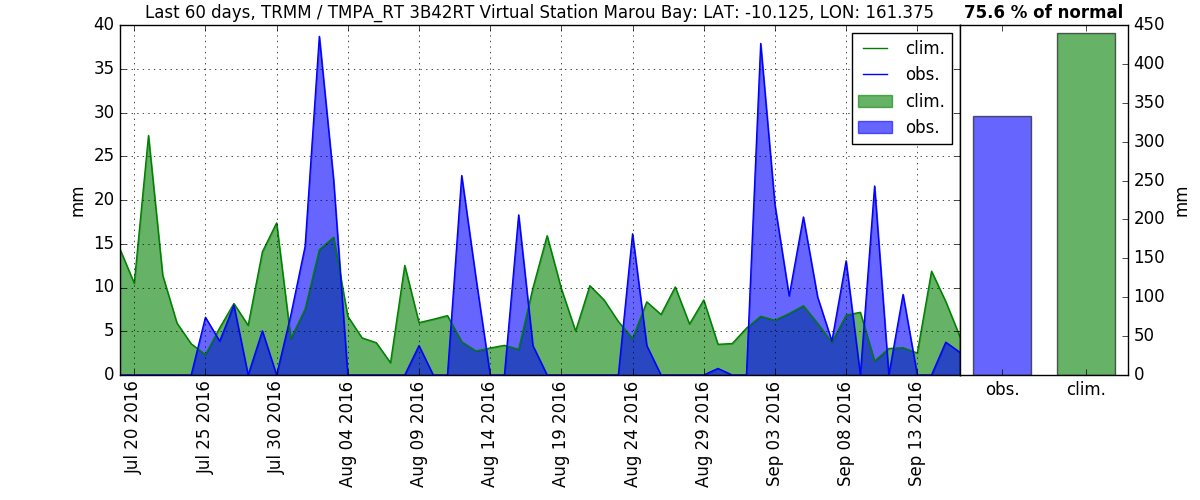 Last 60 days, TRMM / TMPA_RT 3B42RT Virtual Station Marou Bay: LAT: -10.125, LON: 161.375
75.6 % of normal
40
35
30
25
20
15
10
5
0
mm
clim.
obs.
clim.
obs.
450
400
350
300
250
200
150
100
50
0
mm
Jul 20 2016
Jul 25 2016
Jul 30 2016
Aug 04 2016
Aug 09 2016
Aug 14 2016
Aug 19 2016
Aug 24 2016
Aug 29 2016
Sep 03 2016
Sep 08 2016
Sep 13 2016
obs.
clim.